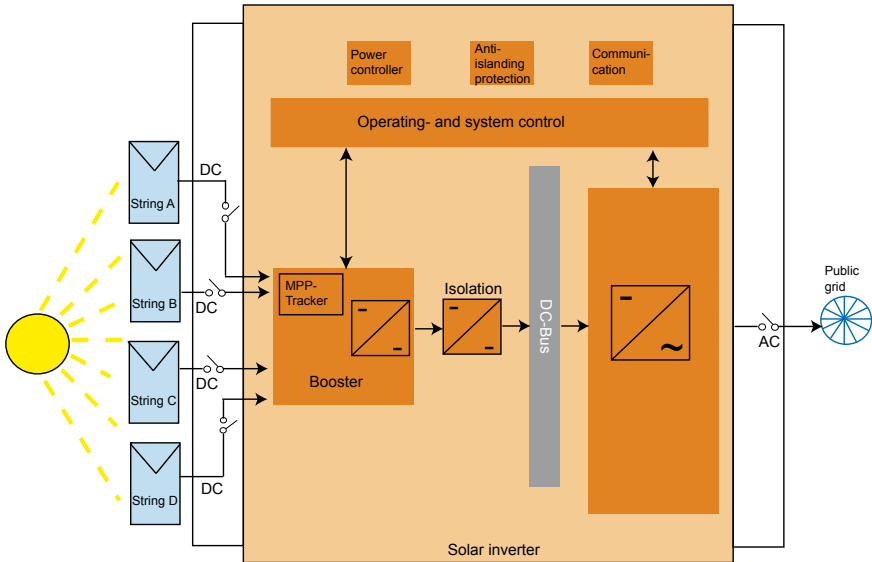 Power
controller
Anti-
islanding
protection
Communi-
cation
Operating- and system control
DC
String A
MPP-
Tracker
Isolation
Public
grid
String B
DC
DC-Bus
AC
Booster
String C
DC
String D
DC
Solar inverter